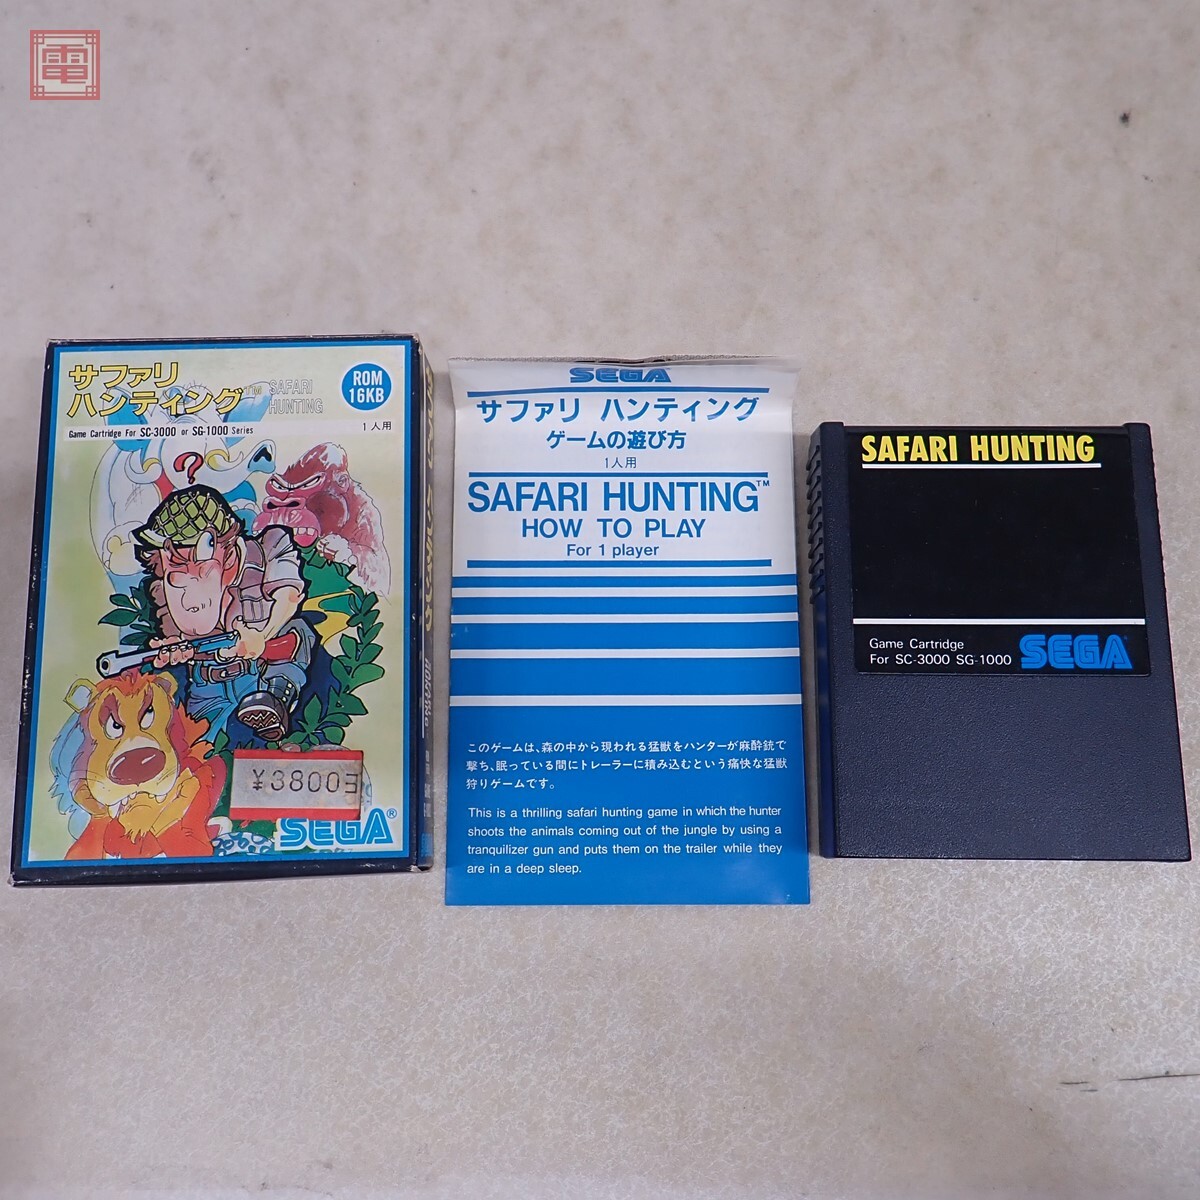 電
サファリ
ハンティング™
SAFARI
HUNTING
ROM
16KB
Game Cartridge For SC-3000 or SG-1000 Series
1人用
?
¥3800ヨ
SEGA®
SEGA
サファリ ハンティング
ゲームの遊び方
1人用
SAFARI HUNTING™
HOW TO PLAY
For 1 player
このゲームは、森の中から現われる猛獣をハンターが麻酔銃で
撃ち、眠っている間にトレーラーに積み込むという痛快な猛獣
狩りゲームです。
This is a thrilling safari hunting game in which the hunter
shoots the animals coming out of the jungle by using a
tranquilizer gun and puts them on the trailer while they
are in a deep sleep.
SAFARI HUNTING
Game Cartridge
For SC-3000 SG-1000
SEGA®